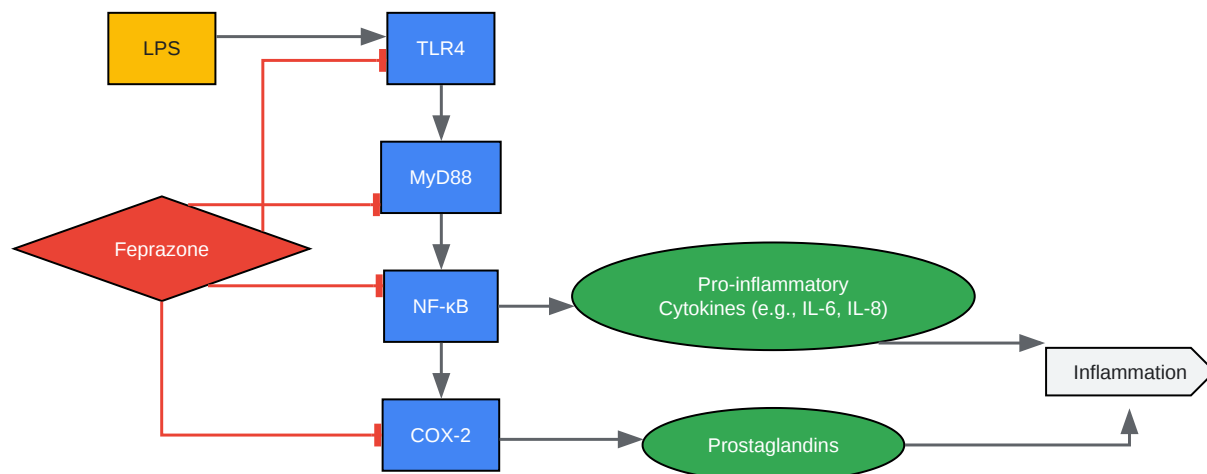 LPS
TLR4
MyD88
Feprazone
NF-κB
Pro-inflammatory
Cytokines (e.g., IL-6, IL-8)
Inflammation
COX-2
Prostaglandins